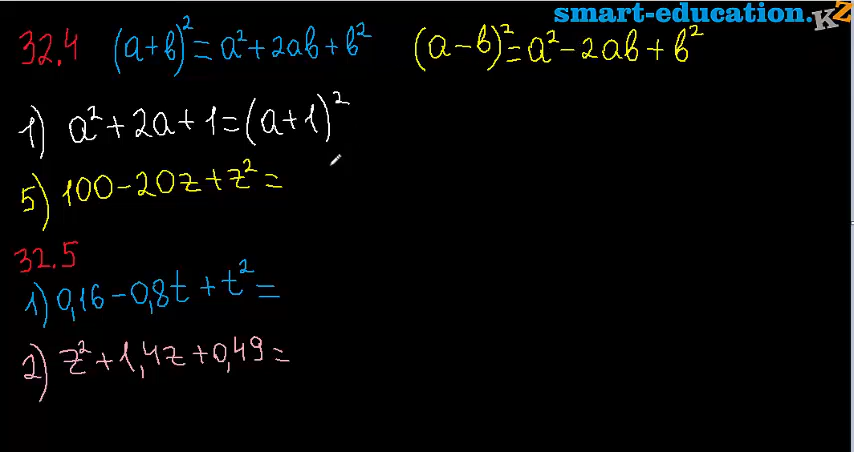 smart-education.KZ
32.4 (a+b)²=a²+2ab+b² (a-b)²=a²-2ab+b²
1) a²+2a+1=(a+1)²
5) 100-20z+z²=
32.5
1) 0,16-0,8t+t²=
2) z²+1,4z+0,49=